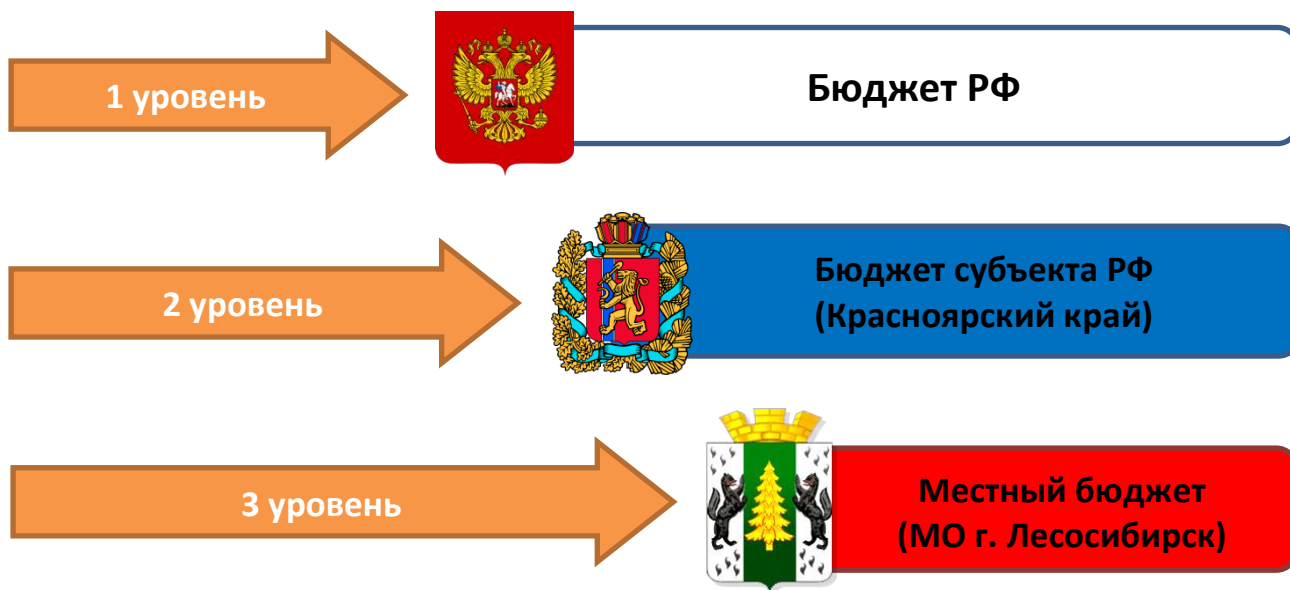 1 уровень
Бюджет РФ
2 уровень
Бюджет субъекта РФ
(Красноярский край)
3 уровень
Местный бюджет
(МО г. Лесосибирск)